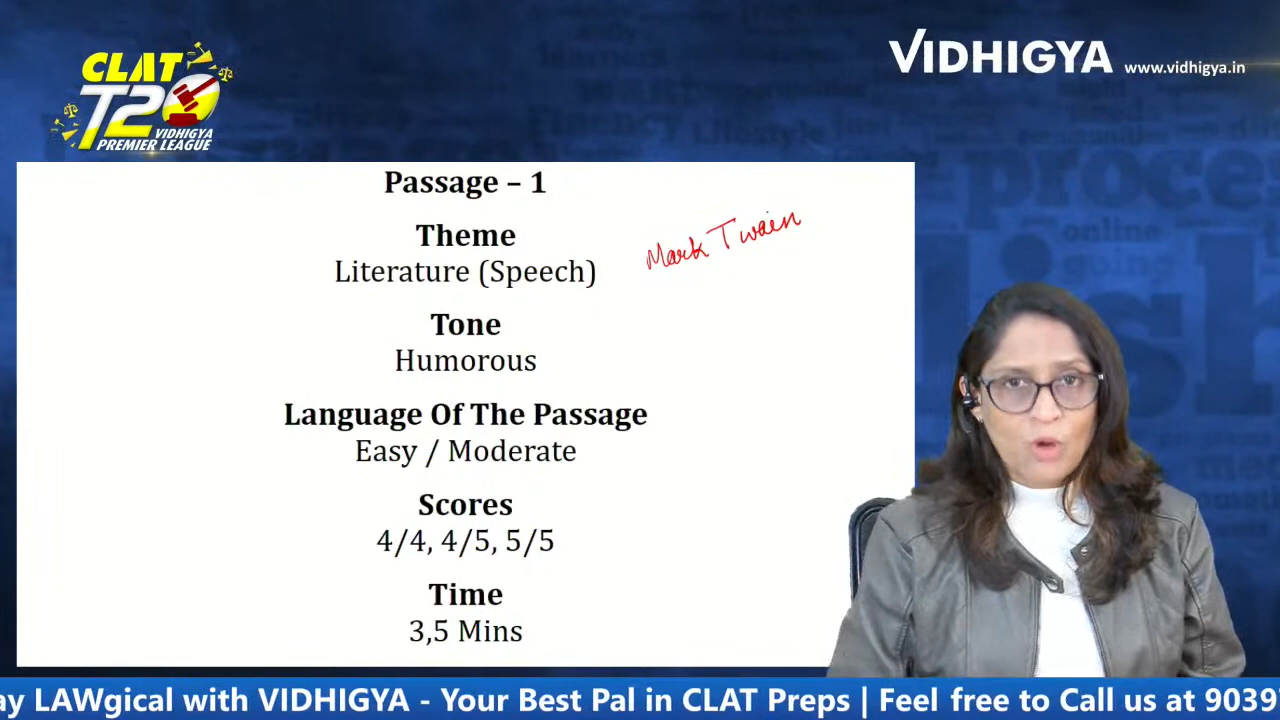 CLAT
T20
VIDHIGYA
PREMIER LEAGUE
VIDHIGYA www.vidhigya.in
Passage – 1
Theme
Literature (Speech)
Mark Twain
Tone
Humorous
Language Of The Passage
Easy / Moderate
Scores
4/4, 4/5, 5/5
Time
3,5 Mins
process
online
ay LAWgical with VIDHIGYA - Your Best Pal in CLAT Preps | Feel free to Call us at 9039